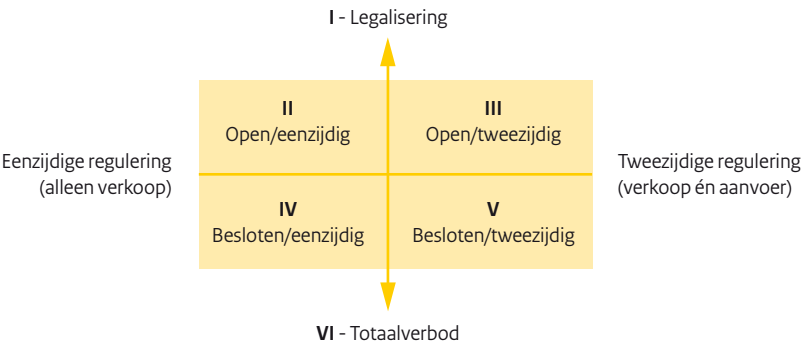 I - Legalisering
II
Open/eenzijdig
III
Open/tweezijdig
Eenzijdige regulering
(alleen verkoop)
Tweezijdige regulering
(verkoop én aanvoer)
IV
Besloten/eenzijdig
V
Besloten/tweezijdig
VI - Totaalverbod